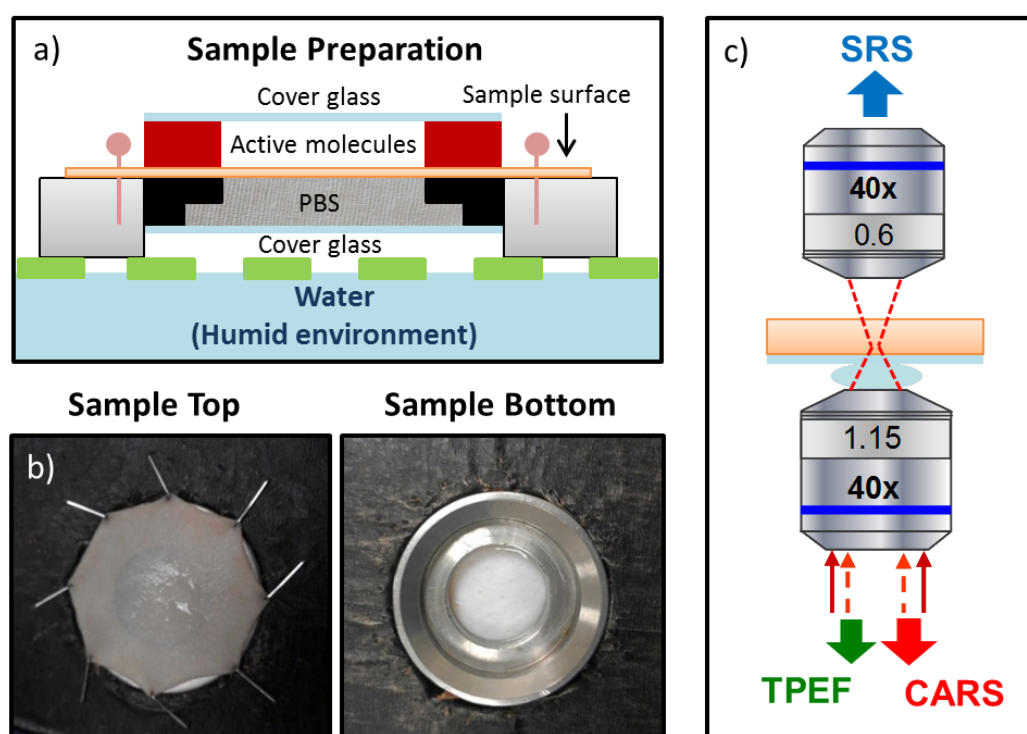 a)
Sample Preparation
Cover glass
Sample surface
Active molecules
PBS
Cover glass
Water
(Humid environment)
Sample Top
Sample Bottom
b)
c)
SRS
40x
0.6
1.15
40x
TPEF
CARS